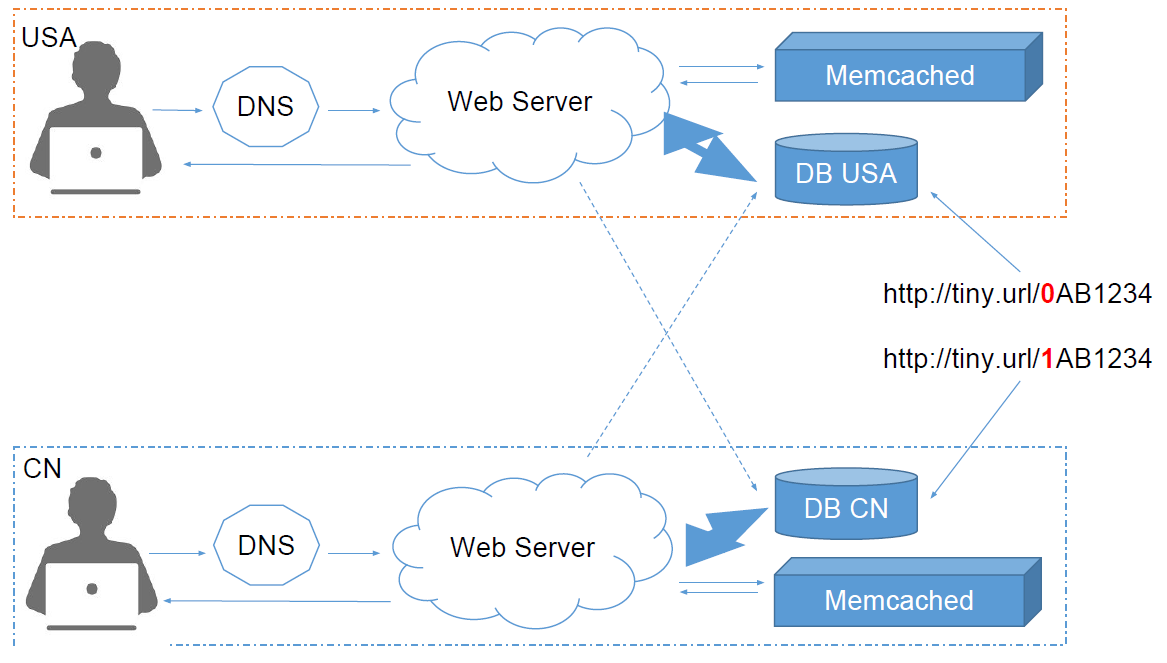 USA
DNS
Web Server
Memcached
DB USA
http://tiny.url/0AB1234
http://tiny.url/1AB1234
CN
DNS
Web Server
DB CN
Memcached